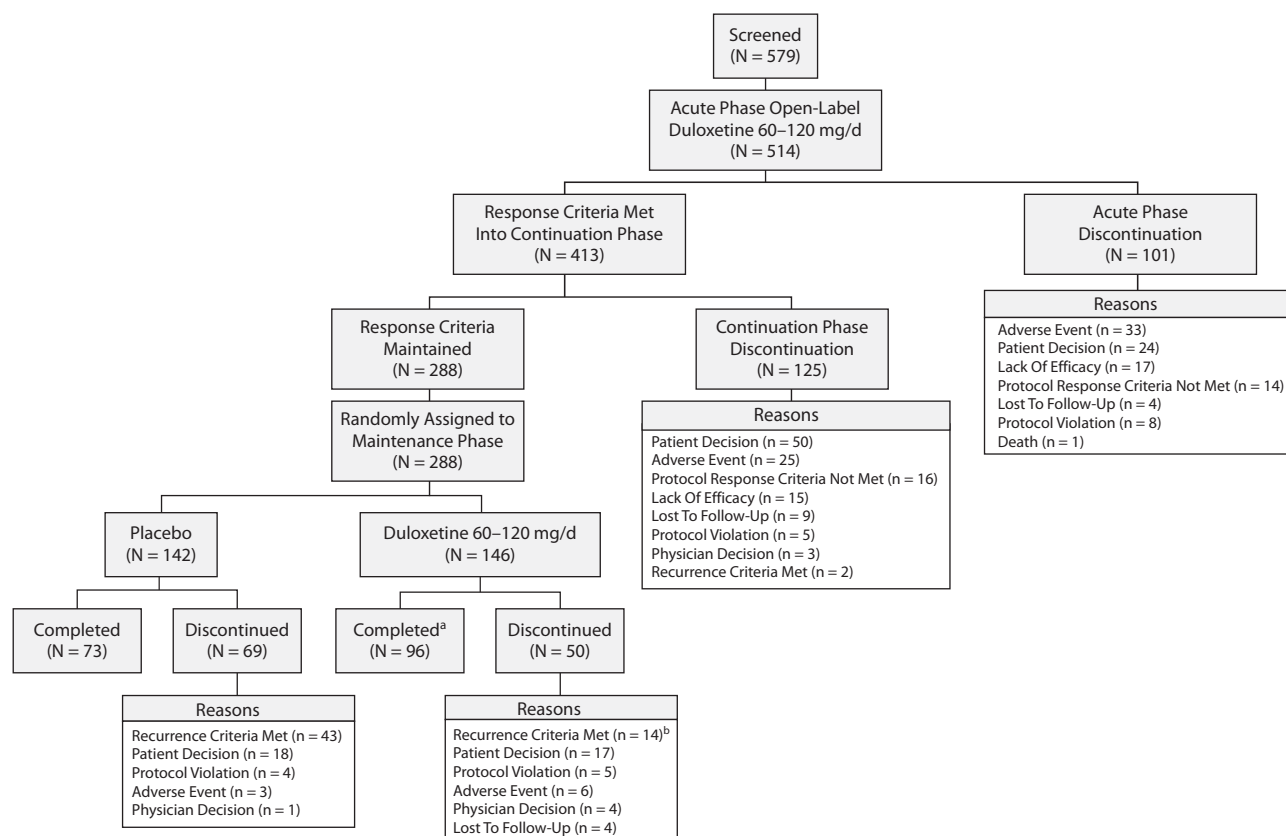 Screened
(N = 579)
Acute Phase Open-Label
Duloxetine 60–120 mg/d
(N = 514)
Response Criteria Met
Into Continuation Phase
(N = 413)
Acute Phase
Discontinuation
(N = 101)
Reasons
Adverse Event (n = 33)
Patient Decision (n = 24)
Lack Of Efficacy (n = 17)
Protocol Response Criteria Not Met (n = 14)
Lost To Follow-Up (n = 4)
Protocol Violation (n = 8)
Death (n = 1)
Response Criteria
Maintained
(N = 288)
Continuation Phase
Discontinuation
(N = 125)
Reasons
Patient Decision (n = 50)
Adverse Event (n = 25)
Protocol Response Criteria Not Met (n = 16)
Lack Of Efficacy (n = 15)
Lost To Follow-Up (n = 9)
Protocol Violation (n = 5)
Physician Decision (n = 3)
Recurrence Criteria Met (n = 2)
Randomly Assigned to
Maintenance Phase
(N = 288)
Placebo
(N = 142)
Duloxetine 60–120 mg/d
(N = 146)
Completed
(N = 73)
Discontinued
(N = 69)
Completedᵃ
(N = 96)
Discontinued
(N = 50)
Reasons
Recurrence Criteria Met (n = 43)
Patient Decision (n = 18)
Protocol Violation (n = 4)
Adverse Event (n = 3)
Physician Decision (n = 1)
Reasons
Recurrence Criteria Met (n = 14)ᵇ
Patient Decision (n = 17)
Protocol Violation (n = 5)
Adverse Event (n = 6)
Physician Decision (n = 4)
Lost To Follow-Up (n = 4)